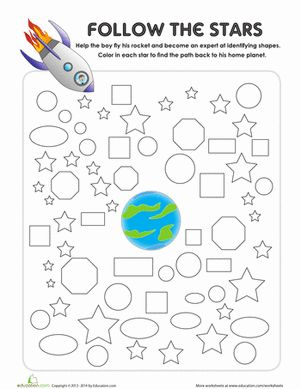 FOLLOW THE STARS
Help the boy fly his rocket and become an expert at identifying shapes.
Color in each star to find the path back to his home planet.
education.com
Copyright © 2013 - 2014 by Education.com
More worksheets at www.education.com/worksheets